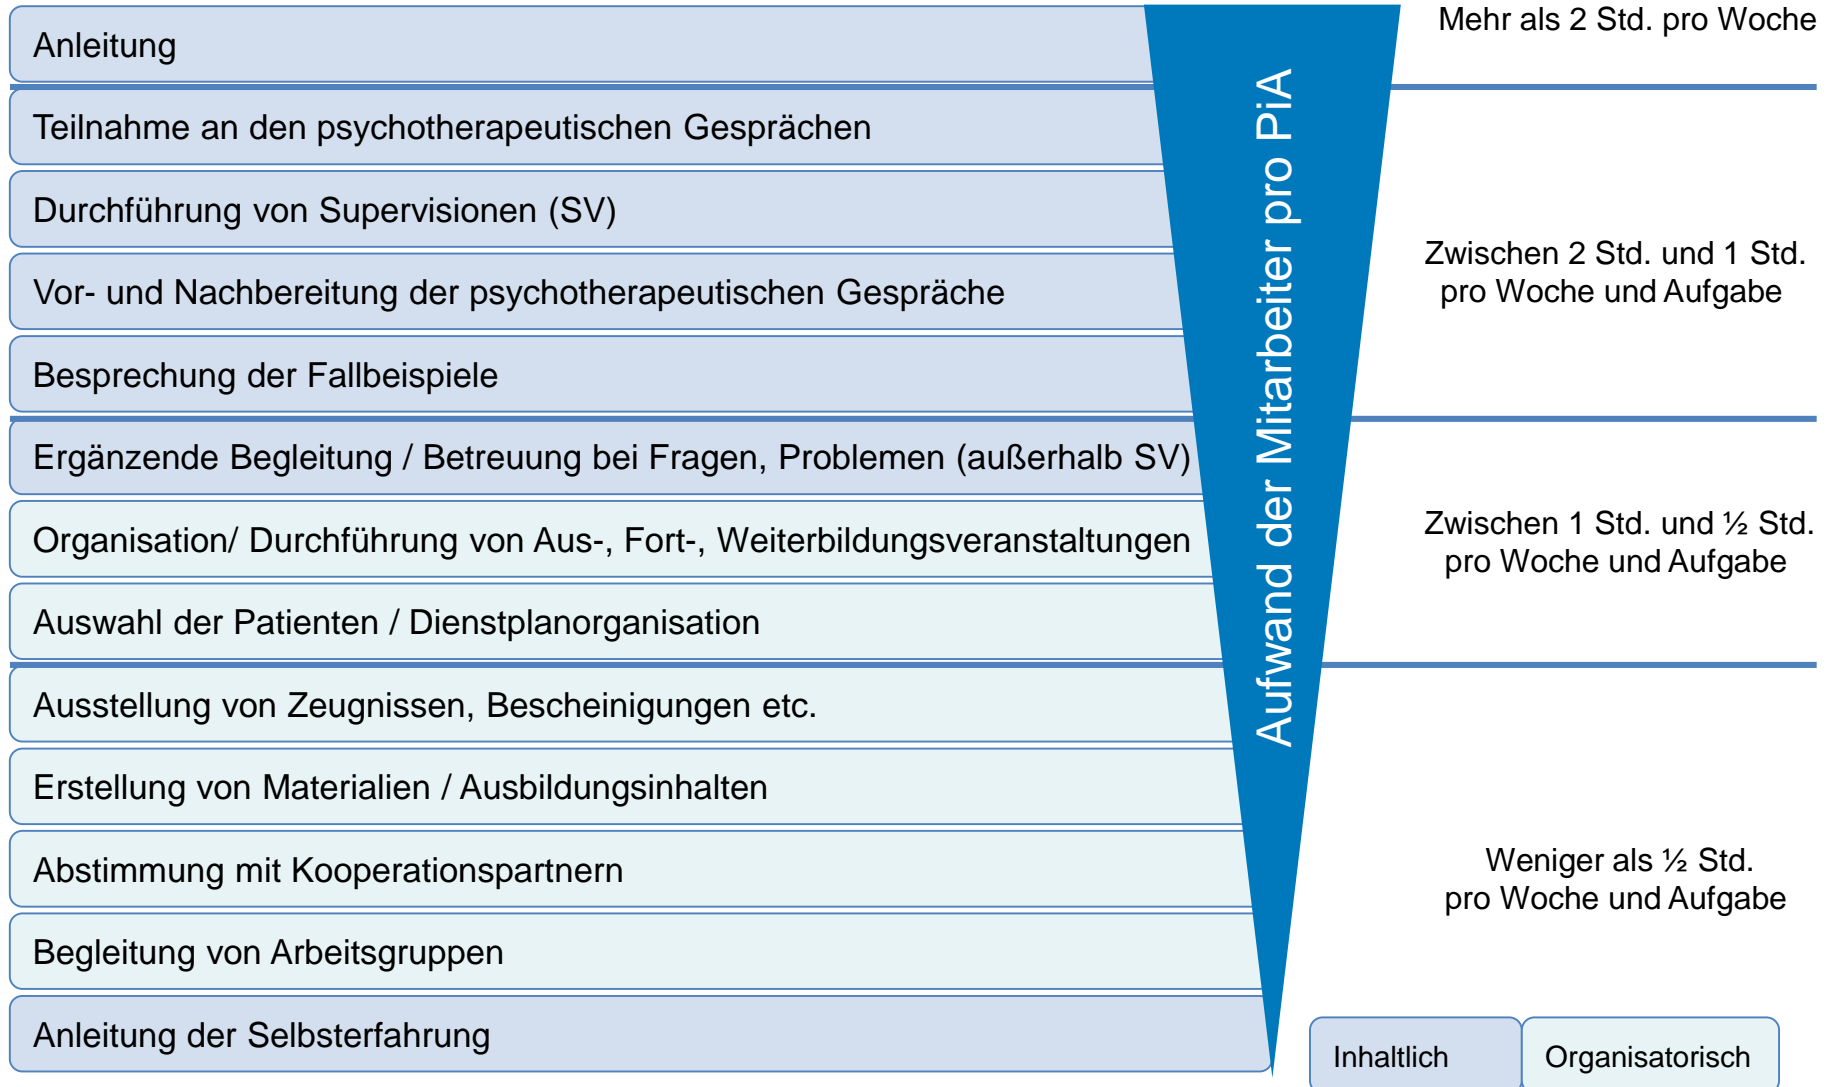 Anleitung
Mehr als 2 Std. pro Woche
Teilnahme an den psychotherapeutischen Gesprächen
Durchführung von Supervisionen (SV)
Vor- und Nachbereitung der psychotherapeutischen Gespräche
Besprechung der Fallbeispiele
Zwischen 2 Std. und 1 Std.
pro Woche und Aufgabe
Ergänzende Begleitung / Betreuung bei Fragen, Problemen (außerhalb SV)
Organisation/ Durchführung von Aus-, Fort-, Weiterbildungsveranstaltungen
Auswahl der Patienten / Dienstplanorganisation
Zwischen 1 Std. und ½ Std.
pro Woche und Aufgabe
Ausstellung von Zeugnissen, Bescheinigungen etc.
Erstellung von Materialien / Ausbildungsinhalten
Abstimmung mit Kooperationspartnern
Begleitung von Arbeitsgruppen
Anleitung der Selbsterfahrung
Weniger als ½ Std.
pro Woche und Aufgabe
Aufwand der Mitarbeiter pro PiA
Inhaltlich
Organisatorisch